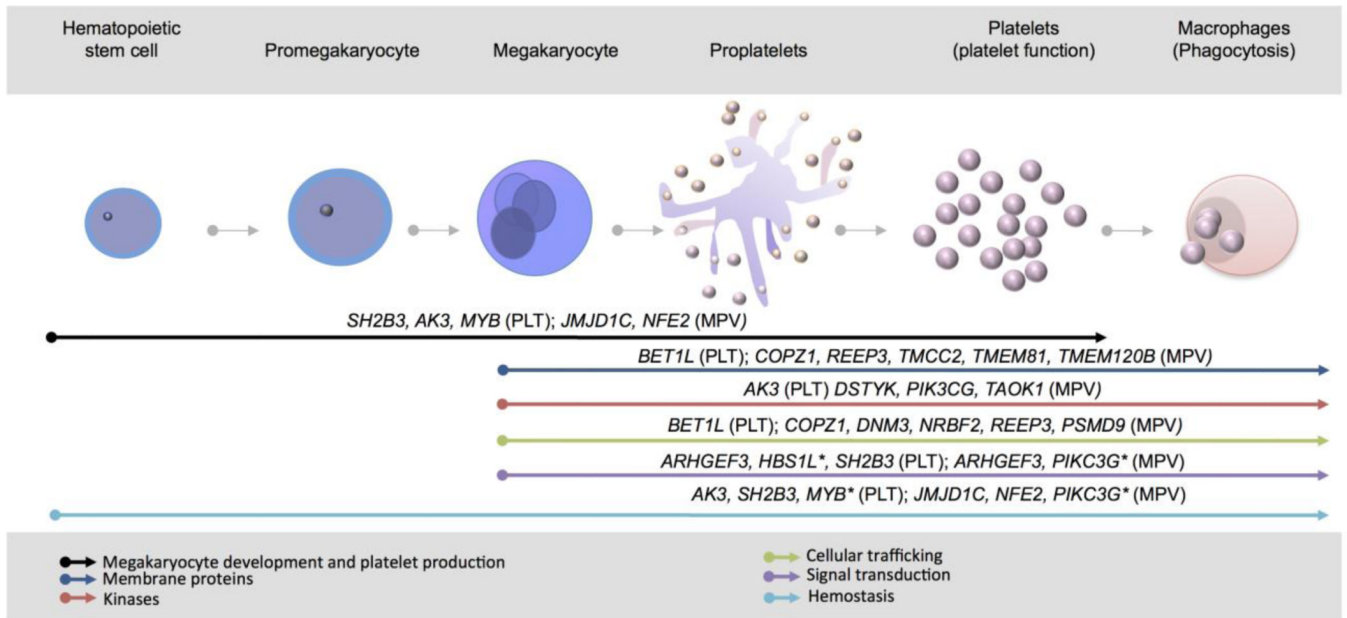 Hematopoietic
stem cell
Promegakaryocyte
Megakaryocyte
Proplatelets
Platelets
(platelet function)
Macrophages
(Phagocytosis)
SH2B3, AK3, MYB (PLT); JMJD1C, NFE2 (MPV)
BET1L (PLT); COPZ1, REEP3, TMCC2, TMEM81, TMEM120B (MPV)
AK3 (PLT) DSTYK, PIK3CG, TAOK1 (MPV)
BET1L (PLT); COPZ1, DNM3, NRBF2, REEP3, PSMD9 (MPV)
ARHGEF3, HBS1L*, SH2B3 (PLT); ARHGEF3, PIKC3G* (MPV)
AK3, SH2B3, MYB* (PLT); JMJD1C, NFE2, PIKC3G* (MPV)
Megakaryocyte development and platelet production
Membrane proteins
Kinases
Cellular trafficking
Signal transduction
Hemostasis